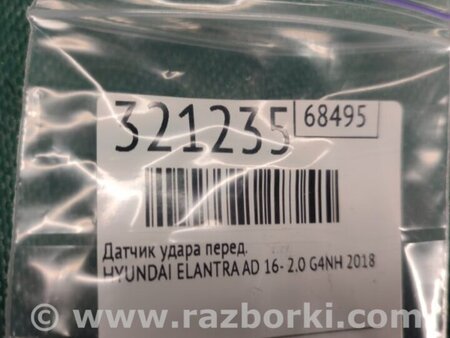 321235 68495
Датчик удара перед.
HYUNDAI ELANTRA AD 16- 2.0 G4NH 2018
www.razborki.com